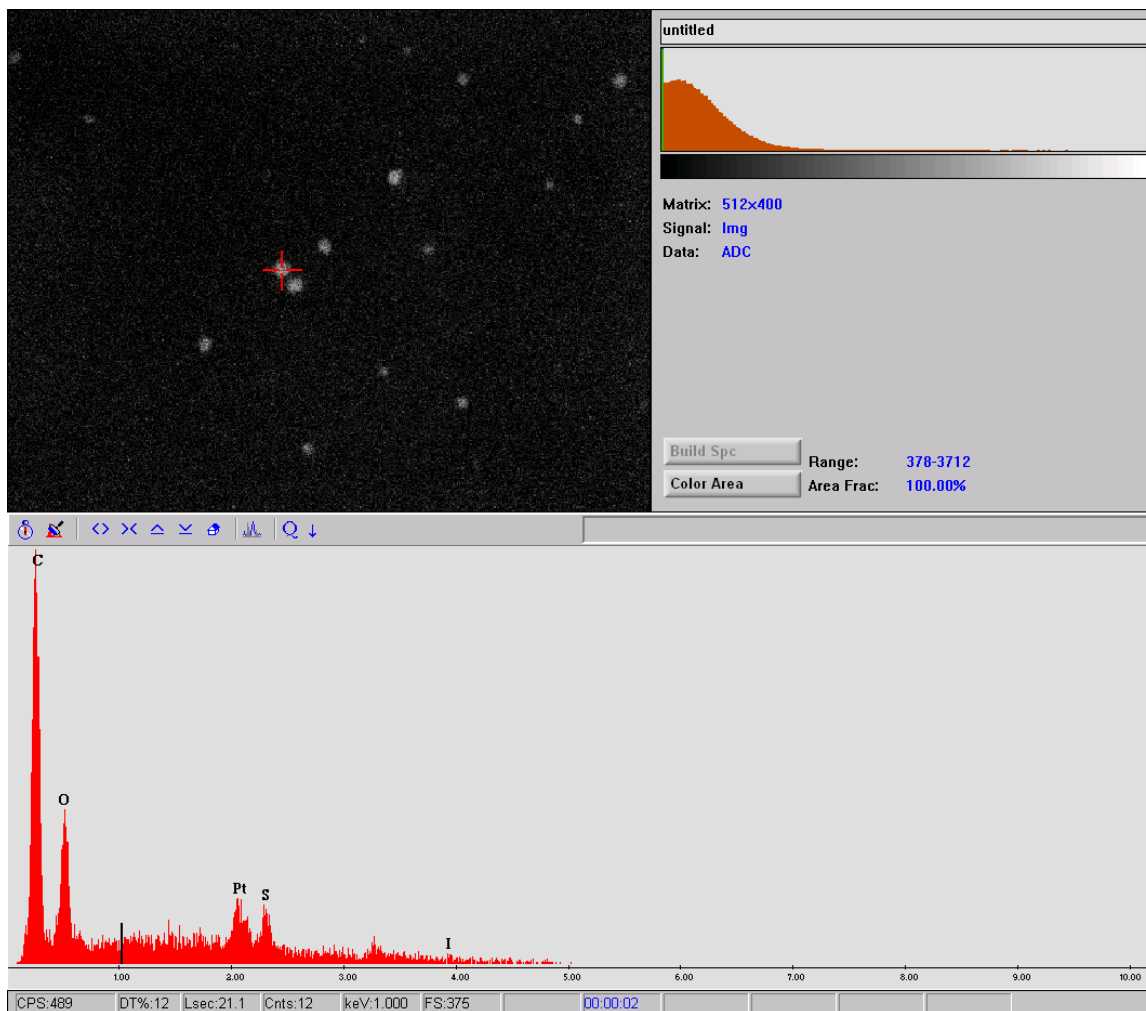 untitled
Matrix: 512×400
Signal: Img
Data: ADC
Build Spc
Range: 378-3712
Color Area
Area Frac: 100.00%
Q
C
O
Pt
S
I
1.00 2.00 3.00 4.00 5.00 6.00 7.00 8.00 9.00 10.00
CPS:489 DT%:12 Lsec:21.1 Cnts:12 keV:1.000 FS:375 00:00:02